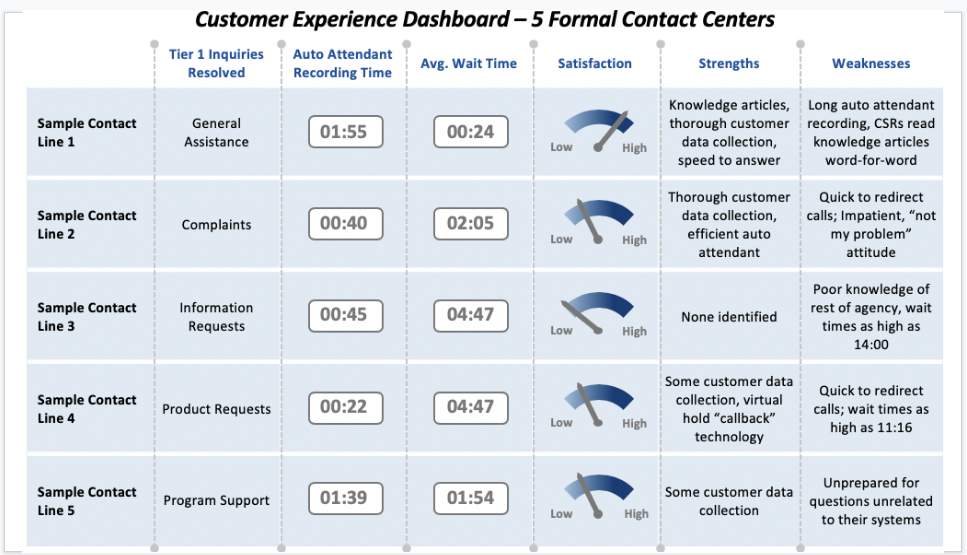 Customer Experience Dashboard – 5 Formal Contact Centers
Tier 1 Inquiries
Resolved
Auto Attendant
Recording Time
Avg. Wait Time
Satisfaction
Strengths
Weaknesses
Sample Contact
Line 1
General
Assistance
01:55
00:24
Low
High
Knowledge articles,
thorough customer
data collection,
speed to answer
Long auto attendant
recording, CSRs read
knowledge articles
word-for-word
Sample Contact
Line 2
Complaints
00:40
02:05
Low
High
Thorough customer
data collection,
efficient auto
attendant
Quick to redirect
calls; Impatient, “not
my problem”
attitude
Sample Contact
Line 3
Information
Requests
00:45
04:47
Low
High
None identified
Poor knowledge of
rest of agency, wait
times as high as
14:00
Sample Contact
Line 4
Product Requests
00:22
04:47
Low
High
Some customer data
collection, virtual
hold “callback”
technology
Quick to redirect
calls; wait times as
high as 11:16
Sample Contact
Line 5
Program Support
01:39
01:54
Low
High
Some customer data
collection
Unprepared for
questions unrelated
to their systems